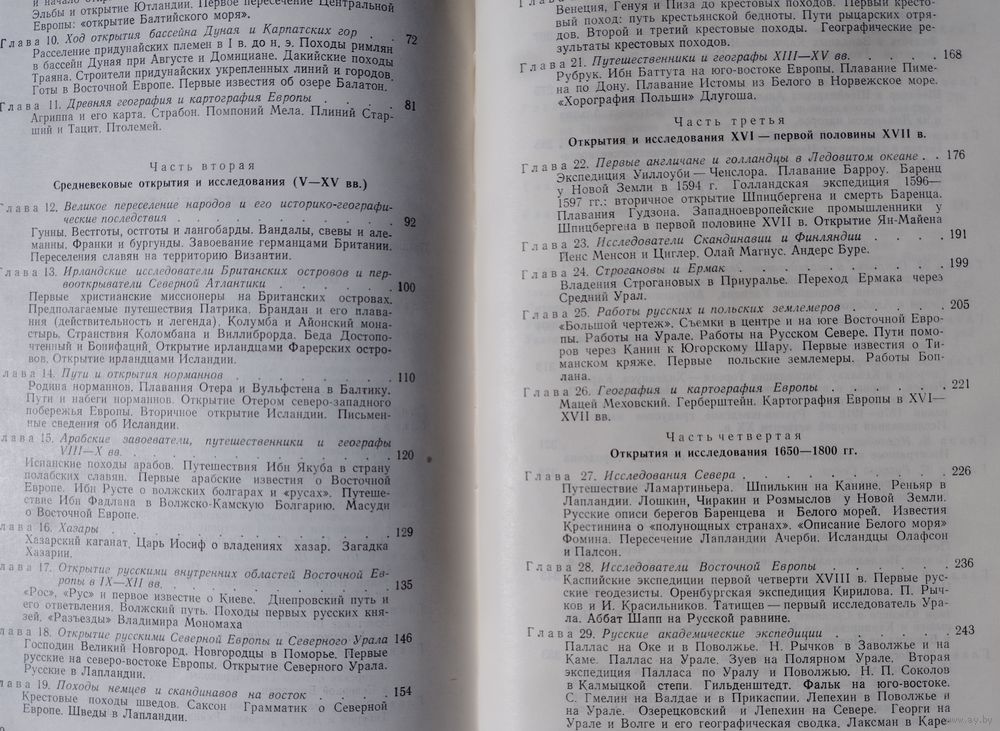 Эльбы и открытие Ютландии. Первое пересечение Центральной
Европы: «открытие Балтийского моря».
Глава 10. Ход открытия бассейна Дуная и Карпатских гор . . 72
Расселение придунайских племен в I в. до н. э. Походы римлян
в бассейн Дуная при Августе и Домициане. Дакийские походы
Траяна. Строители придунайских укрепленных линий и городов.
Готы в Восточной Европе. Первые известия об озере Балатон.
Глава 11. Древняя география и картография Европы . . . . 81
Агриппа и его карта. Страбон. Помпоний Мела. Плиний Стар-
ший и Тацит. Птолемей.
Часть вторая
Средневековые открытия и исследования (V—XV вв.)
Глава 12. Великое переселение народов и его историко-географи-
ческие последствия . . . . . . . . . . . . . 92
Гунны. Вестготы, остготы и лангобарды. Вандалы, свевы и але-
манны. Франки и бургунды. Завоевание германцами Британии.
Переселения славян на территорию Византии.
Глава 13. Ирландские исследователи Британских островов и пер-
вооткрыватели Северной Атлантики . . . . . . . 100
Первые христианские миссионеры на Британских островах.
Предполагаемые путешествия Патрика. Брандан и его плава-
ния (действительность и легенда). Колумба и Айонский мона-
стырь. Странствия Коломбана и Виллиброрда. Беда Достопо-
чтенный и Бонифаций. Открытие ирландцами Фарерских остро-
вов. Открытие ирландцами Исландии.
лава 14. Пути и открытия норманнов . . . . . . . . 110
Родина норманнов. Плавания Отера и Вульфстена в Балтику.
Пути и набеги норманнов. Открытие Отером северо-западного
побережья Европы. Вторичное открытие Исландии. Письмен-
ные сведения об Исландии.
лава 15. Арабские завоеватели, путешественники и географы
VIII—X вв. . . . . . . . . . . . . . . 120
Испанские походы арабов. Путешествия Ибн Якуба в страну
полабских славян. Первые арабские известия о Восточной
Европе. Ибн Русте о волжских болгарах и «русах». Путеше-
ствие Ибн Фадлана в Волжско-Камскую Болгарию. Масуди
о Восточной Европе.
лава 16. Хазары . . . . . . . . . . . . . . 129
Хазарский каганат. Царь Иосиф о владениях хазар. Загадка
Хазарии.
лава 17. Открытие русскими внутренних областей Восточной Ев-
ропы в IX—XII вв. . . . . . . . . . . . . 135
«Рос», «Рус» и первое известие о Киеве. Днепровский путь и
его ответвления. Волжский путь. Походы первых русских кня-
зей. «Разъезды» Владимира Мономаха
лава 18. Открытие русскими Северной Европы и Северного Урала 146
Господин Великий Новгород. Новгородцы в Поморье. Первые
русские на северо-востоке Европы. Открытие Северного Урала.
Русские в Лапландии.
лава 19. Походы немцев и скандинавов на восток . . . . 154
Крестовые походы шведов. Саксон Грамматик о Северной
Европе. Шведы в Лапландии.
Венеция, Генуя и Пиза до крестовых походов. Первый кресто-
вый поход: путь крестьянской бедноты. Пути рыцарских отря-
дов. Второй и третий крестовые походы. Географические ре-
зультаты крестовых походов.
Глава 21. Путешественники и географы XIII—XV вв. . . . . 168
Рубрук. Ибн Баттута на юго-востоке Европы. Плавание Пиме-
на по Дону. Плавание Истомы из Белого в Норвежское море.
«Хорография Польши» Длугоша.
Часть третья
Открытия и исследования XVI — первой половины XVII в.
Глава 22. Первые англичане и голландцы в Ледовитом океане . . 176
Экспедиция Уиллоуби — Ченслора. Плавание Барроу. Баренц
у Новой Земли в 1594 г. Голландская экспедиция 1596—
1597 гг.: вторичное открытие Шпицбергена и смерть Баренца.
Плавания Гудзона. Западноевропейские промышленники у
Шпицбергена в первой половине XVII в. Открытие Ян-Майена
Глава 23. Исследователи Скандинавии и Финляндии . . . . 191
Йенс Менсон и Циглер. Олай Магнус. Андерс Буре.
Глава 24. Строгановы и Ермак . . . . . . . . . . 199
Владения Строгановых в Приуралье. Переход Ермака через
Средний Урал.
Глава 25. Работы русских и польских землемеров . . . . . 205
«Большой чертеж». Съемки в центре и на юге Восточной Евро-
пы. Работы на Урале. Работы на Русском Севере. Пути помо-
ров через Канин к Югорскому Шару. Первые известия о Ти-
манском кряже. Первые польские землемеры. Работы Боп-
лана.
Глава 26. География и картография Европы . . . . . . 221
Мацей Меховский. Герберштейн. Картография Европы в XVI—
XVII вв.
Часть четвертая
Открытия и исследования 1650—1800 гг.
Глава 27. Исследования Севера . . . . . . . . . . 226
Путешествие Ламартиньера. Шпилькин на Канине. Реньяр в
Лапландии. Лошкин, Чиракин и Розмыслов у Новой Земли.
Русские описи берегов Баренцева и Белого морей. Известия
Крестинина о «полунощных странах». «Описание Белого моря»
Фомина. Пересечение Лапландии Ачерби. Исландцы Олафсон
и Палсон.
Глава 28. Исследователи Восточной Европы . . . . . . 236
Каспийские экспедиции первой четверти XVIII в. Первые рус-
ские геодезисты. Оренбургская экспедиция Кирилова. П. Рыч-
ков и И. Красильников. Татищев — первый исследователь Ура-
ла. Аббат Шапп на Русской равнине.
Глава 29. Русские академические экспедиции . . . . . . 243
Паллас на Оке и в Поволжье. Н. Рычков в Заволжье и на
Каме. Паллас на Урале. Зуев на Полярном Урале. Вторая
экспедиция Палласа по Уралу и Поволжью. Н. П. Соколов
в Калмыцкой степи. Гильденштедт. Фальк на юго-востоке.
С. Гмелин на Валдае и в Прикаспии. Лепехин в Поволжье и
на Урале. Озерецковский и Лепехин на Севере. Георги на
Урале и Волге и его географическая сводка. Лаксман в Каре-
www.ay.by